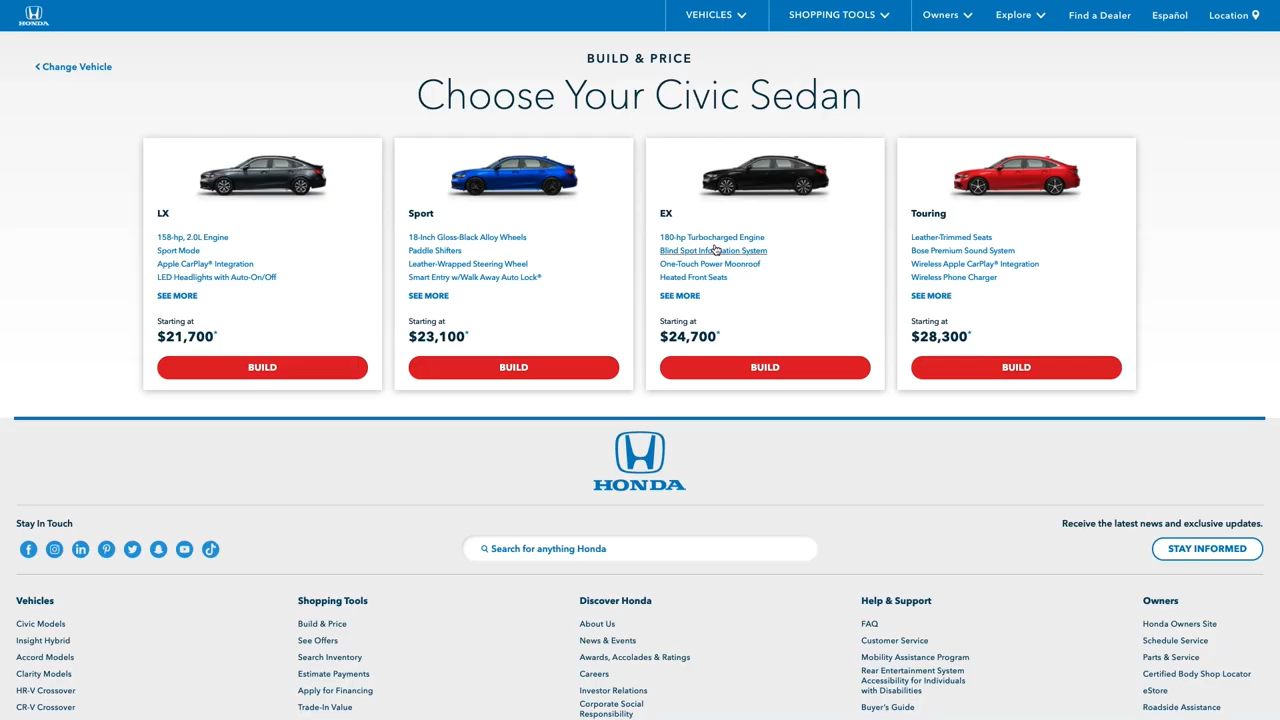 HONDA
VEHICLES
SHOPPING TOOLS
Owners
Explore
Find a Dealer
Español
Location
Change Vehicle
BUILD & PRICE
Choose Your Civic Sedan
LX
158-hp, 2.0L Engine
Sport Mode
Apple CarPlay® Integration
LED Headlights with Auto-On/Off
SEE MORE
Starting at
$21,700*
BUILD
Sport
18-Inch Gloss-Black Alloy Wheels
Paddle Shifters
Leather-Wrapped Steering Wheel
Smart Entry w/Walk Away Auto Lock®
SEE MORE
Starting at
$23,100*
BUILD
EX
180-hp Turbocharged Engine
Blind Spot Information System
One-Touch Power Moonroof
Heated Front Seats
SEE MORE
Starting at
$24,700*
BUILD
Touring
Leather-Trimmed Seats
Bose Premium Sound System
Wireless Apple CarPlay® Integration
Wireless Phone Charger
SEE MORE
Starting at
$28,300*
BUILD
HONDA
Stay In Touch
Search for anything Honda
Receive the latest news and exclusive updates.
STAY INFORMED
Vehicles
Civic Models
Insight Hybrid
Accord Models
Clarity Models
HR-V Crossover
CR-V Crossover
Shopping Tools
Build & Price
See Offers
Search Inventory
Estimate Payments
Apply for Financing
Trade-In Value
Discover Honda
About Us
News & Events
Awards, Accolades & Ratings
Careers
Investor Relations
Corporate Social
Responsibility
Help & Support
FAQ
Customer Service
Mobility Assistance Program
Rear Entertainment System
Accessibility for Individuals
with Disabilities
Buyer's Guide
Owners
Honda Owners Site
Schedule Service
Parts & Service
Certified Body Shop Locator
eStore
Roadside Assistance